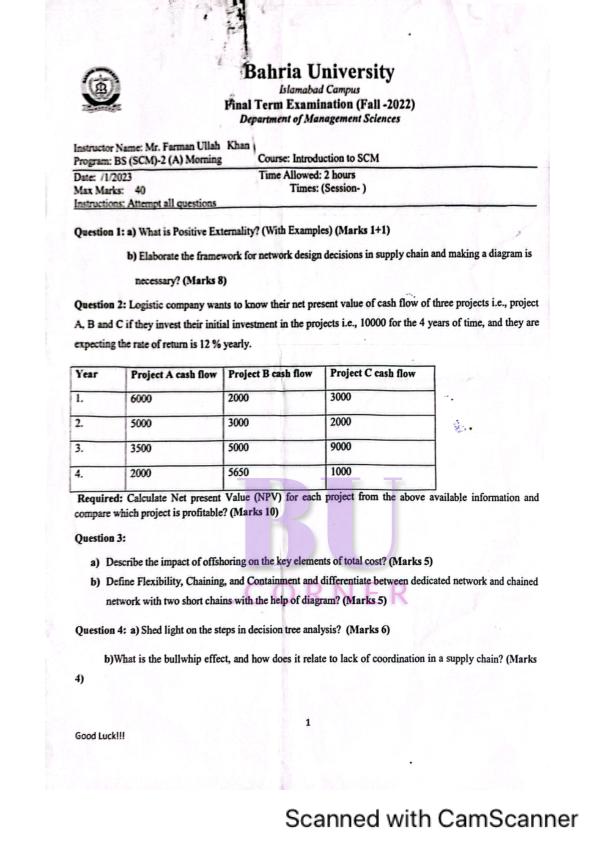 Bahria University
Islamabad Campus
Final Term Examination (Fall -2022)
Department of Management Sciences
Instructor Name: Mr. Farman Ullah Khan
Program: BS (SCM)-2 (A) Morning Course: Introduction to SCM
Date: /1/2023 Time Allowed: 2 hours
Max Marks: 40 Times: (Session- )
Instructions: Attempt all questions
Question 1: a) What is Positive Externality? (With Examples) (Marks 1+1)
b) Elaborate the framework for network design decisions in supply chain and making a diagram is
necessary? (Marks 8)
Question 2: Logistic company wants to know their net present value of cash flow of three projects i.e., project
A, B and C if they invest their initial investment in the projects i.e., 10000 for the 4 years of time, and they are
expecting the rate of return is 12 % yearly.
Year Project A cash flow Project B cash flow Project C cash flow
1. 6000 2000 3000
2. 5000 3000 2000
3. 3500 5000 9000
4. 2000 5650 1000
Required: Calculate Net present Value (NPV) for each project from the above available information and
compare which project is profitable? (Marks 10)
BU
CORNER
Question 3:
a) Describe the impact of offshoring on the key elements of total cost? (Marks 5)
b) Define Flexibility, Chaining, and Containment and differentiate between dedicated network and chained
network with two short chains with the help of diagram? (Marks 5)
Question 4: a) Shed light on the steps in decision tree analysis? (Marks 6)
b)What is the bullwhip effect, and how does it relate to lack of coordination in a supply chain? (Marks
4)
1
Good Luck!!!
Scanned with CamScanner